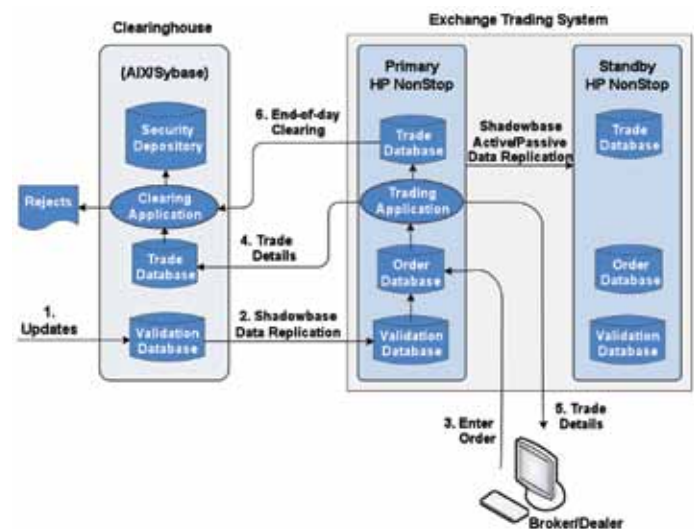 Clearinghouse
Exchange Trading System
(AIX/Sybase)
Primary
HP NonStop
Standby
HP NonStop
6. End-of-day
Clearing
Security
Depository
Trade
Database
Shadowbase
Active/Passive
Data Replication
Trade
Database
Rejects
Clearing
Application
Trading
Application
4. Trade
Details
Trade
Database
Order
Database
Order
Database
1.
Updates
Validation
Database
2. Shadowbase
Data Replication
Validation
Database
Validation
Database
3. Enter
Order
5. Trade
Details
Broker/Dealer